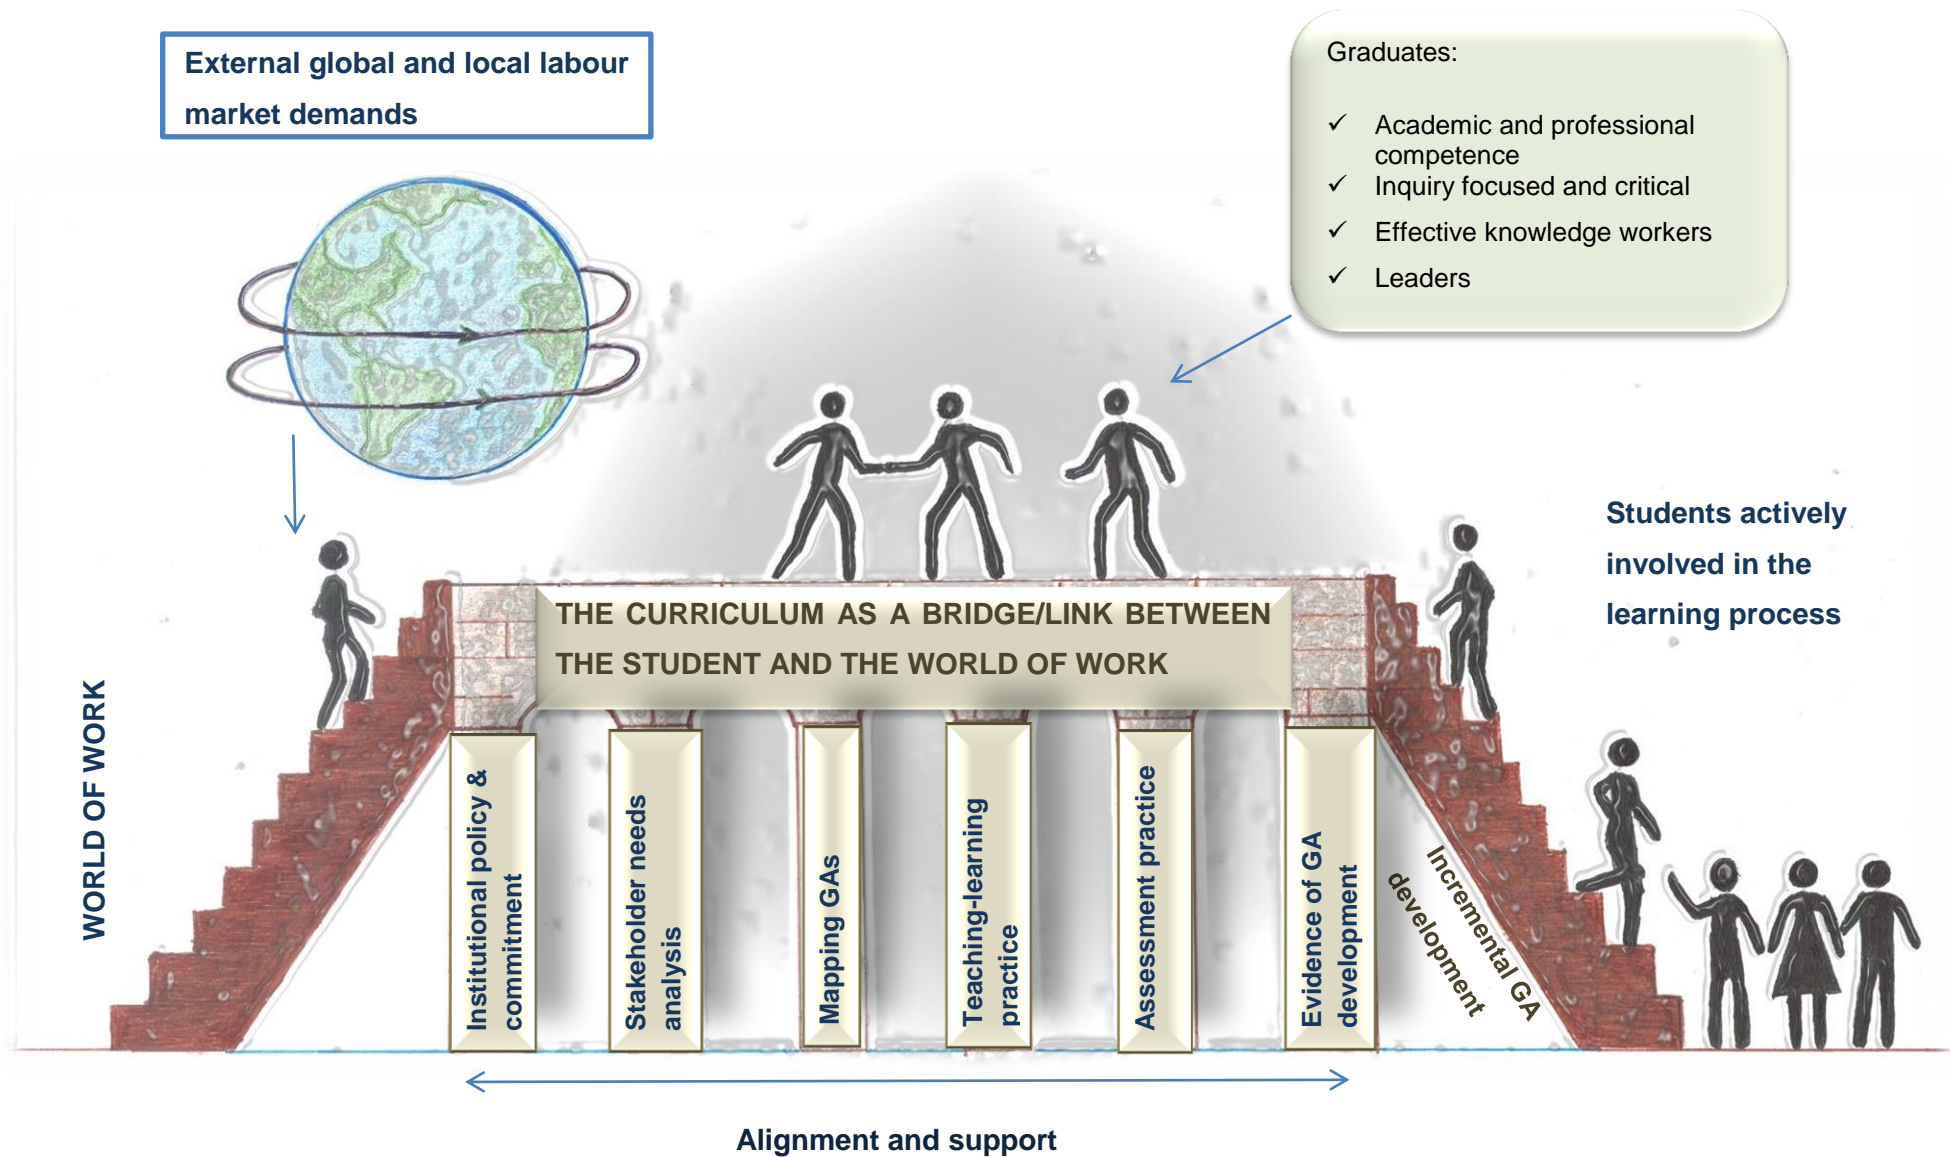 External global and local labour
market demands
Graduates:
✓ Academic and professional
competence
✓ Inquiry focused and critical
✓ Effective knowledge workers
✓ Leaders
Students actively
involved in the
learning process
THE CURRICULUM AS A BRIDGE/LINK BETWEEN
THE STUDENT AND THE WORLD OF WORK
WORLD OF WORK
Institutional policy &
commitment
Stakeholder needs
analysis
Mapping GAs
Teaching-learning
practice
Assessment practice
Evidence of GA
development
Incremental GA
development
Alignment and support